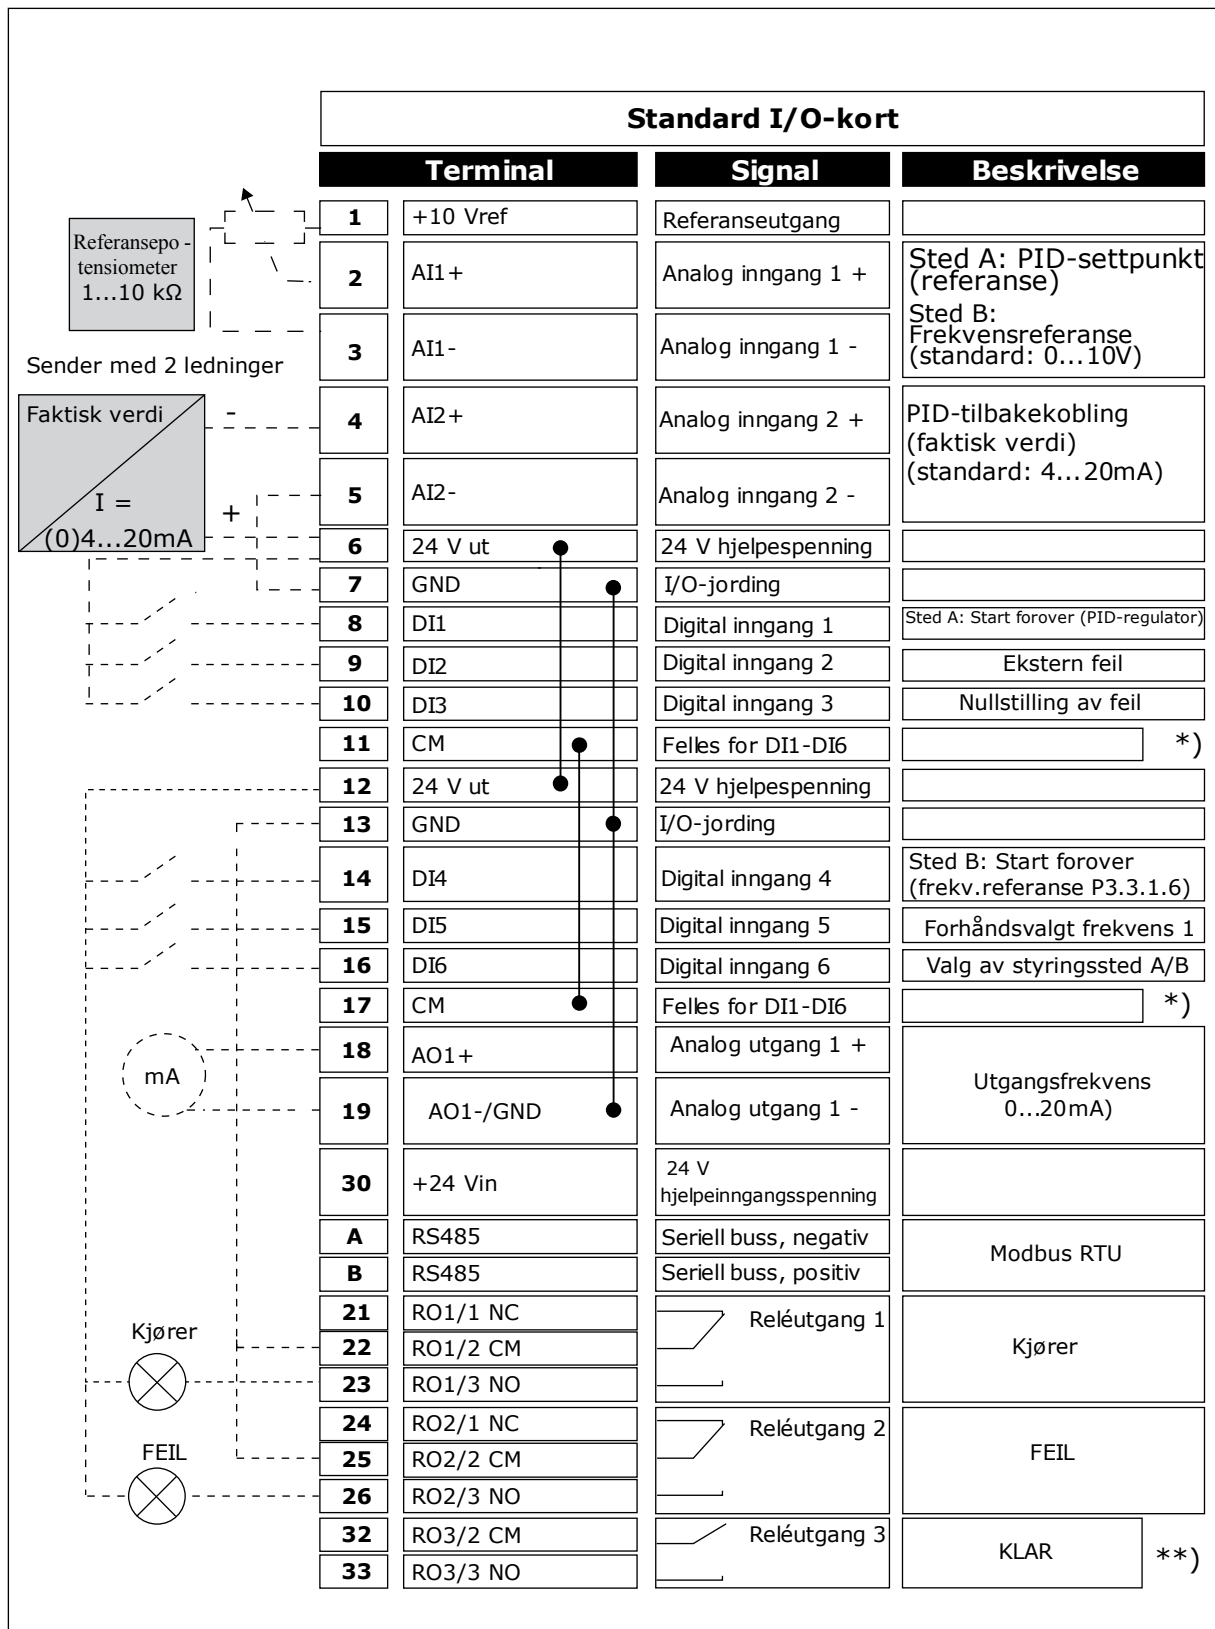 Standard I/O-kort
Terminal Signal Beskrivelse
Referansepo -
tensiometer
1...10 kΩ
1 +10 Vref Referanseutgang
2 AI1+ Analog inngang 1 +
Sted A: PID-settpunkt
(referanse)
Sted B:
Frekvensreferanse
(standard: 0...10V)
3 AI1- Analog inngang 1 -
Sender med 2 ledninger
Faktisk verdi -
I =
(0)4...20mA +
4 AI2+ Analog inngang 2 +
PID-tilbakekobling
(faktisk verdi)
(standard: 4...20mA)
5 AI2- Analog inngang 2 -
6 24 V ut 24 V hjelpespenning
7 GND I/O-jording
8 DI1 Digital inngang 1 Sted A: Start forover (PID-regulator)
9 DI2 Digital inngang 2 Ekstern feil
10 DI3 Digital inngang 3 Nullstilling av feil
11 CM Felles for DI1-DI6 *)
12 24 V ut 24 V hjelpespenning
13 GND I/O-jording
14 DI4 Digital inngang 4
Sted B: Start forover
(frekv.referanse P3.3.1.6)
15 DI5 Digital inngang 5 Forhåndsvalgt frekvens 1
16 DI6 Digital inngang 6 Valg av styringssted A/B
17 CM Felles for DI1-DI6 *)
mA
18 AO1+ Analog utgang 1 +
Utgangsfrekvens
0...20mA)
19 AO1-/GND Analog utgang 1 -
30 +24 Vin
24 V
hjelpeinngangsspenning
A RS485 Seriell buss, negativ
Modbus RTU
B RS485 Seriell buss, positiv
21 RO1/1 NC Reléutgang 1
Kjører
22 RO1/2 CM Kjører
23 RO1/3 NO
24 RO2/1 NC Reléutgang 2
FEIL
25 RO2/2 CM FEIL
26 RO2/3 NO
32 RO3/2 CM Reléutgang 3
KLAR **)
33 RO3/3 NO